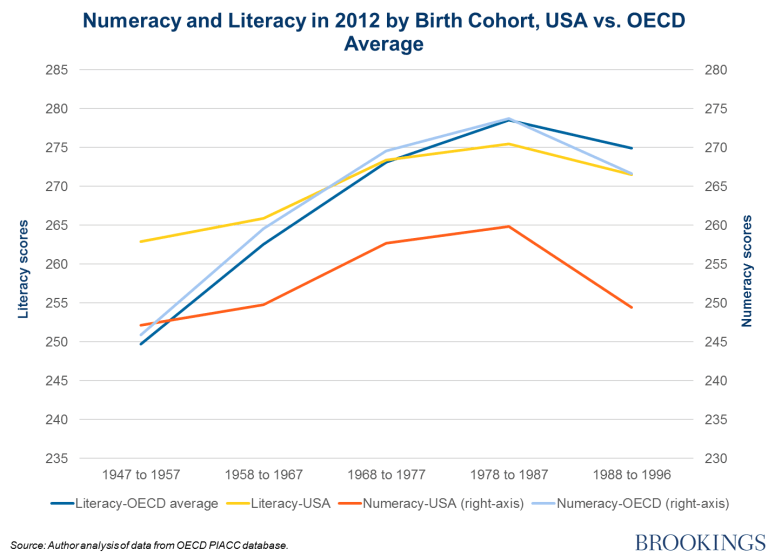 Numeracy and Literacy in 2012 by Birth Cohort, USA vs. OECD
Average
285
280
275
270
265
260
255
250
245
240
235
Literacy scores
280
275
270
265
260
255
250
245
240
235
230
Numeracy scores
1947 to 1957
1958 to 1967
1968 to 1977
1978 to 1987
1988 to 1996
Literacy-OECD average
Literacy-USA
Numeracy-USA (right-axis)
Numeracy-OECD (right-axis)
Source: Author analysis of data from OECD PIACC database.
BROOKINGS